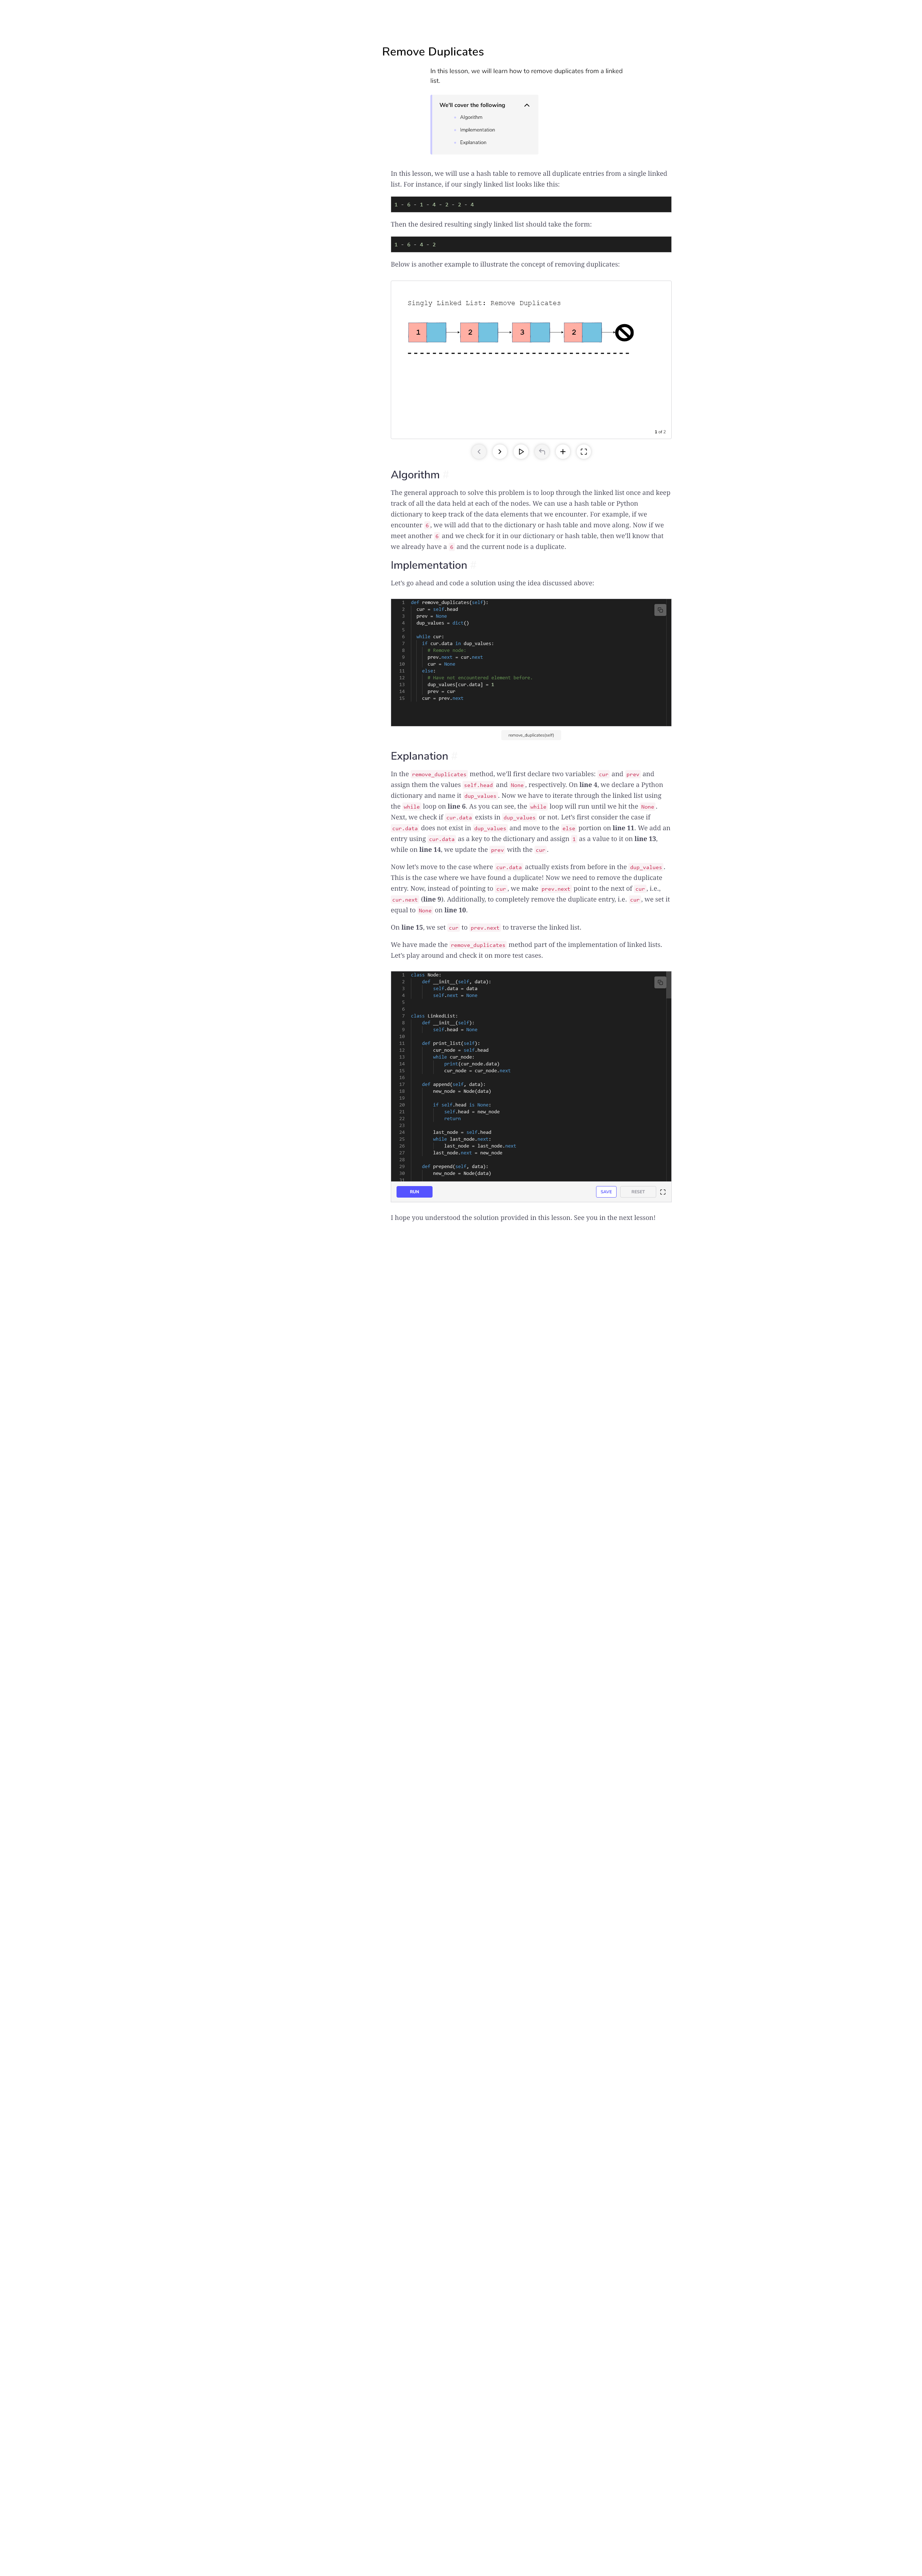 Remove Duplicates
In this lesson, we will learn how to remove duplicates from a linked
list.
We'll cover the following
Algorithm
Implementation
Explanation
In this lesson, we will use a hash table to remove all duplicate entries from a single linked
list. For instance, if our singly linked list looks like this:
1 - 6 - 1 - 4 - 2 - 2 - 4
Then the desired resulting singly linked list should take the form:
1 - 6 - 4 - 2
Below is another example to illustrate the concept of removing duplicates:
Singly Linked List: Remove Duplicates
1 2 3 2
1 of 2
Algorithm
The general approach to solve this problem is to loop through the linked list once and keep
track of all the data held at each of the nodes. We can use a hash table or Python
dictionary to keep track of the data elements that we encounter. For example, if we
encounter 6, we will add that to the dictionary or hash table and move along. Now if we
meet another 6 and we check for it in our dictionary or hash table, then we'll know that
we already have a 6 and the current node is a duplicate.
Implementation
Let's go ahead and code a solution using the idea discussed above:
1 def remove_duplicates(self):
2 cur = self.head
3 prev = None
4 dup_values = dict()
5
6 while cur:
7 if cur.data in dup_values:
8 # Remove node:
9 prev.next = cur.next
10 cur = None
11 else:
12 # Have not encountered element before.
13 dup_values[cur.data] = 1
14 prev = cur
15 cur = prev.next
remove_duplicates(self)
Explanation
In the remove_duplicates method, we'll first declare two variables: cur and prev and
assign them the values self.head and None, respectively. On line 4, we declare a Python
dictionary and name it dup_values. Now we have to iterate through the linked list using
the while loop on line 6. As you can see, the while loop will run until we hit the None.
Next, we check if cur.data exists in dup_values or not. Let's first consider the case if
cur.data does not exist in dup_values and move to the else portion on line 11. We add an
entry using cur.data as a key to the dictionary and assign 1 as a value to it on line 13,
while on line 14, we update the prev with the cur.
Now let's move to the case where cur.data actually exists from before in the dup_values.
This is the case where we have found a duplicate! Now we need to remove the duplicate
entry. Now, instead of pointing to cur, we make prev.next point to the next of cur, i.e.,
cur.next (line 9). Additionally, to completely remove the duplicate entry, i.e. cur, we set it
equal to None on line 10.
On line 15, we set cur to prev.next to traverse the linked list.
We have made the remove_duplicates method part of the implementation of linked lists.
Let's play around and check it on more test cases.
1 class Node:
2 def __init__(self, data):
3 self.data = data
4 self.next = None
5
6
7 class LinkedList:
8 def __init__(self):
9 self.head = None
10
11 def print_list(self):
12 cur_node = self.head
13 while cur_node:
14 print(cur_node.data)
15 cur_node = cur_node.next
16
17 def append(self, data):
18 new_node = Node(data)
19
20 if self.head is None:
21 self.head = new_node
22 return
23
24 last_node = self.head
25 while last_node.next:
26 last_node = last_node.next
27 last_node.next = new_node
28
29 def prepend(self, data):
30 new_node = Node(data)
31
RUN SAVE RESET
I hope you understood the solution provided in this lesson. See you in the next lesson!